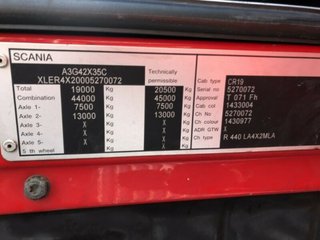 SCANIA
A3G42X35C
XLER4X20005270072
Technically permissible
Total 19000 Kg 20500 Kg
Combination 44000 Kg 45000 Kg
Axle 1- 7500 Kg 7500 Kg
Axle 2- 13000 Kg 13000 Kg
Axle 3- X Kg X Kg
Axle 4- X Kg X Kg
Axle 5- X Kg X Kg
5 th wheel X Kg
Cab type CR19
Serial no 5270072
Approval T 071 Fh
Cab no 1433004
Ch No 5270072
Ch colour 1430977
ADR GTW X
Ch type R 440 LA4X2MLA